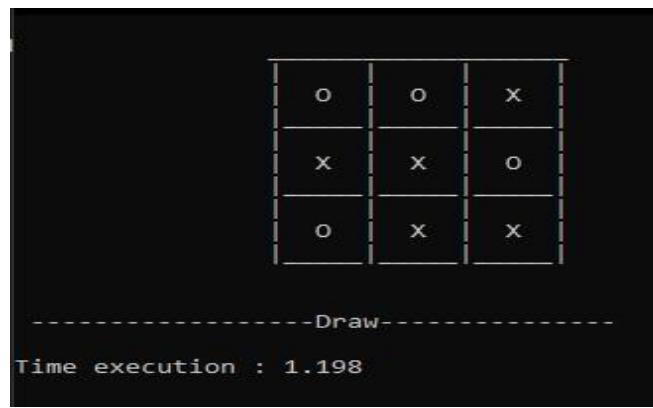 o o x
x x o
o x x
-------------------Draw----------------
Time execution : 1.198